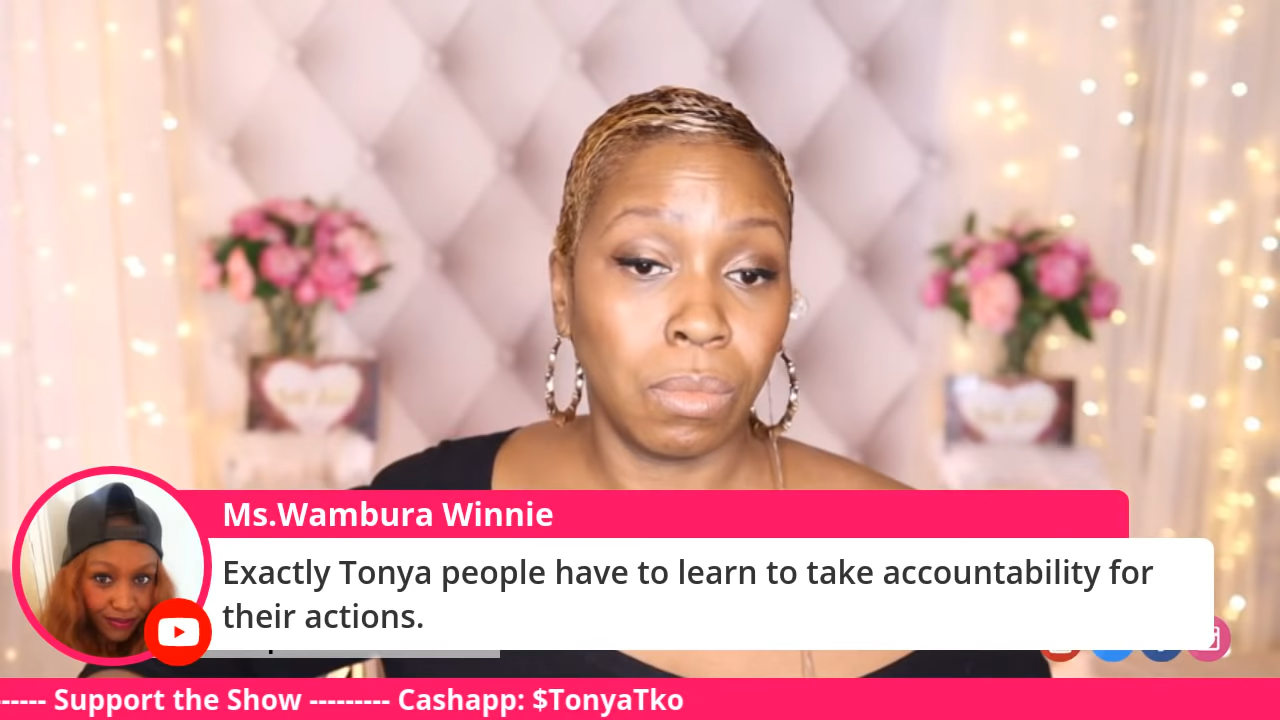 Ms.Wambura Winnie
Exactly Tonya people have to learn to take accountability for
their actions.
----- Support the Show --------- Cashapp: $TonyaTko